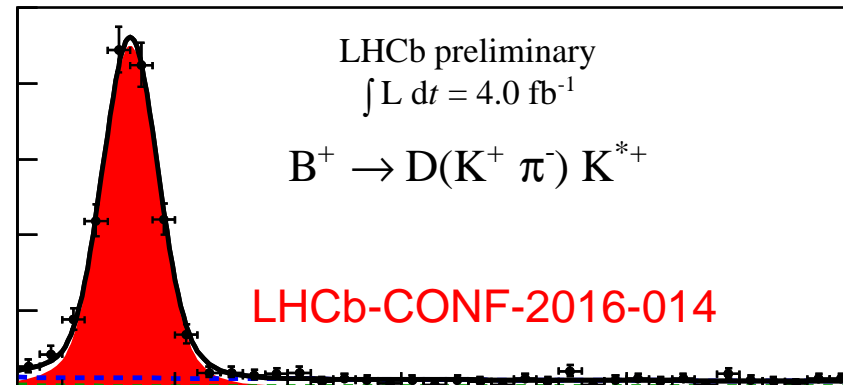 LHCb preliminary
∫ L dt = 4.0 fb⁻¹
B⁺ → D(K⁺ π⁻) K*⁺
LHCb-CONF-2016-014